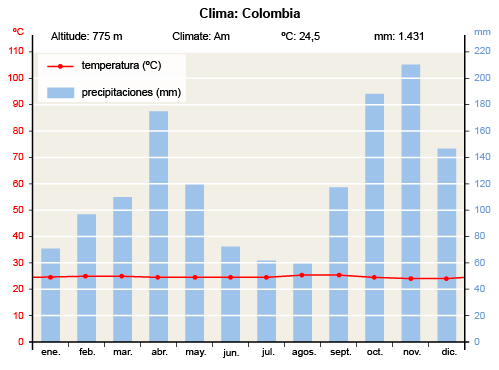 Clima: Colombia
ºC Altitude: 775 m Climate: Am ºC: 24,5 mm: 1.431 mm
110 220
temperatura (ºC)
100 200
precipitaciones (mm)
90 180
80 160
70 140
60 120
50 100
40 80
30 60
20 40
10 20
0 0
ene. feb. mar. abr. may. jun. jul. agos. sept. oct. nov. dic.